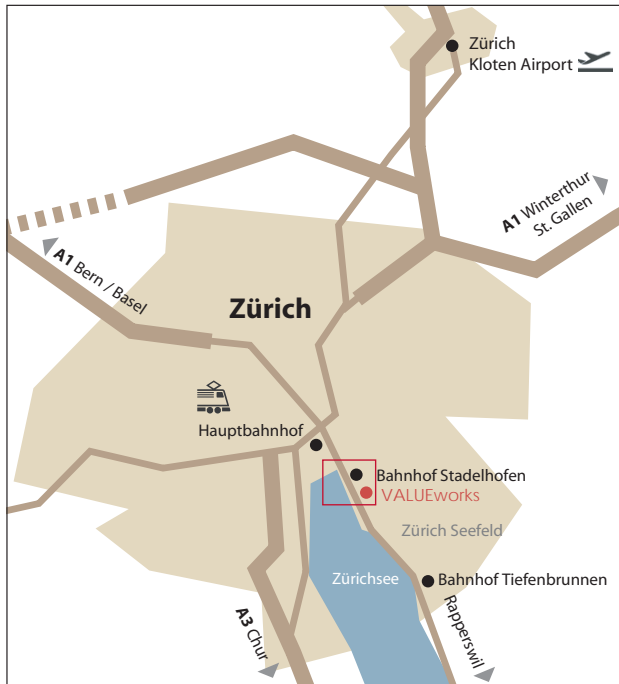 Zürich
Kloten Airport
A1 Winterthur
St. Gallen
A1 Bern / Basel
Zürich
Hauptbahnhof
Bahnhof Stadelhofen
VALUEworks
Zürich Seefeld
Zürichsee
Bahnhof Tiefenbrunnen
A3 Chur
Rapperswil